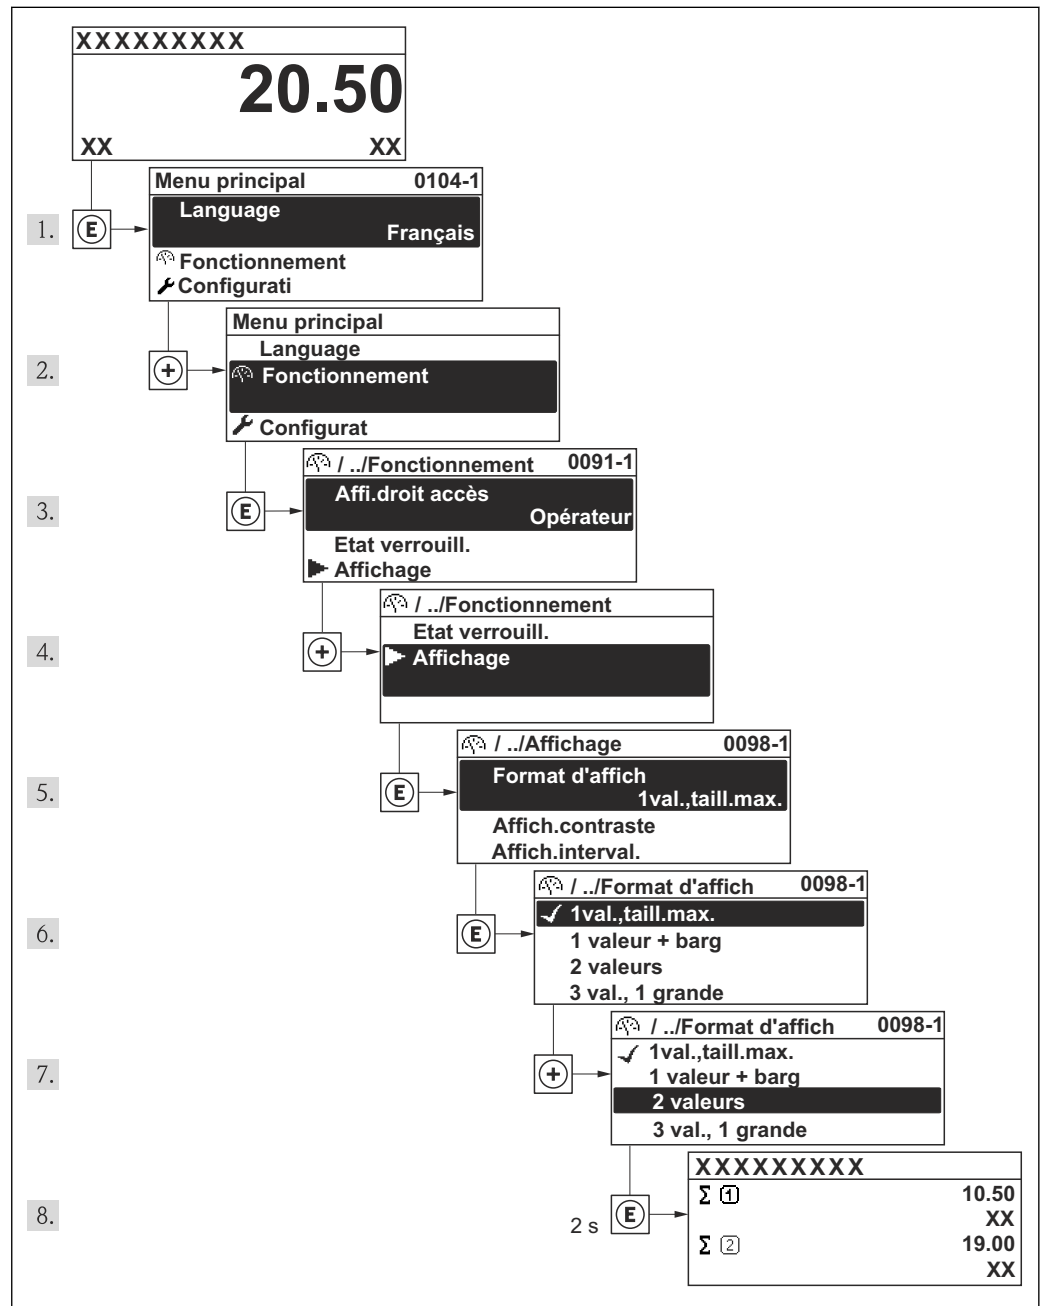 XXXXXXXXX
20.50
XX XX
1.
E
Menu principal 0104-1
Language
Français
Fonctionnement
Configurati
2.
+
Menu principal
Language
Fonctionnement
Configurat
3.
E
/ ../Fonctionnement 0091-1
Affi.droit accès
Opérateur
Etat verrouill.
Affichage
4.
+
/ ../Fonctionnement
Etat verrouill.
Affichage
5.
E
/ ../Affichage 0098-1
Format d'affich
1val.,taill.max.
Affich.contraste
Affich.interval.
6.
E
/ ../Format d'affich 0098-1
1val.,taill.max.
1 valeur + barg
2 valeurs
3 val., 1 grande
7.
+
/ ../Format d'affich 0098-1
1val.,taill.max.
1 valeur + barg
2 valeurs
3 val., 1 grande
8.
2 s
E
XXXXXXXXX
Σ 1 10.50
XX
Σ 2 19.00
XX